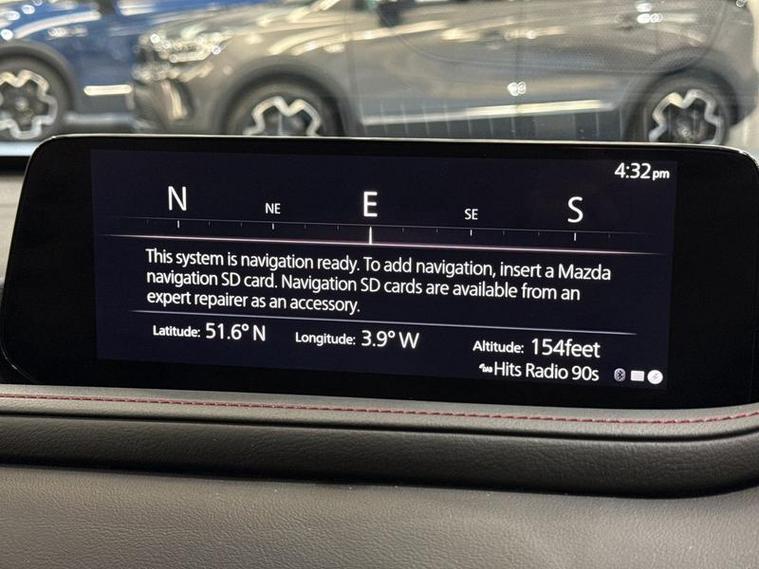 4:32pm
N NE E SE S
This system is navigation ready. To add navigation, insert a Mazda
navigation SD card. Navigation SD cards are available from an
expert repairer as an accessory.
Latitude: 51.6° N Longitude: 3.9° W Altitude: 154feet
Hits Radio 90s